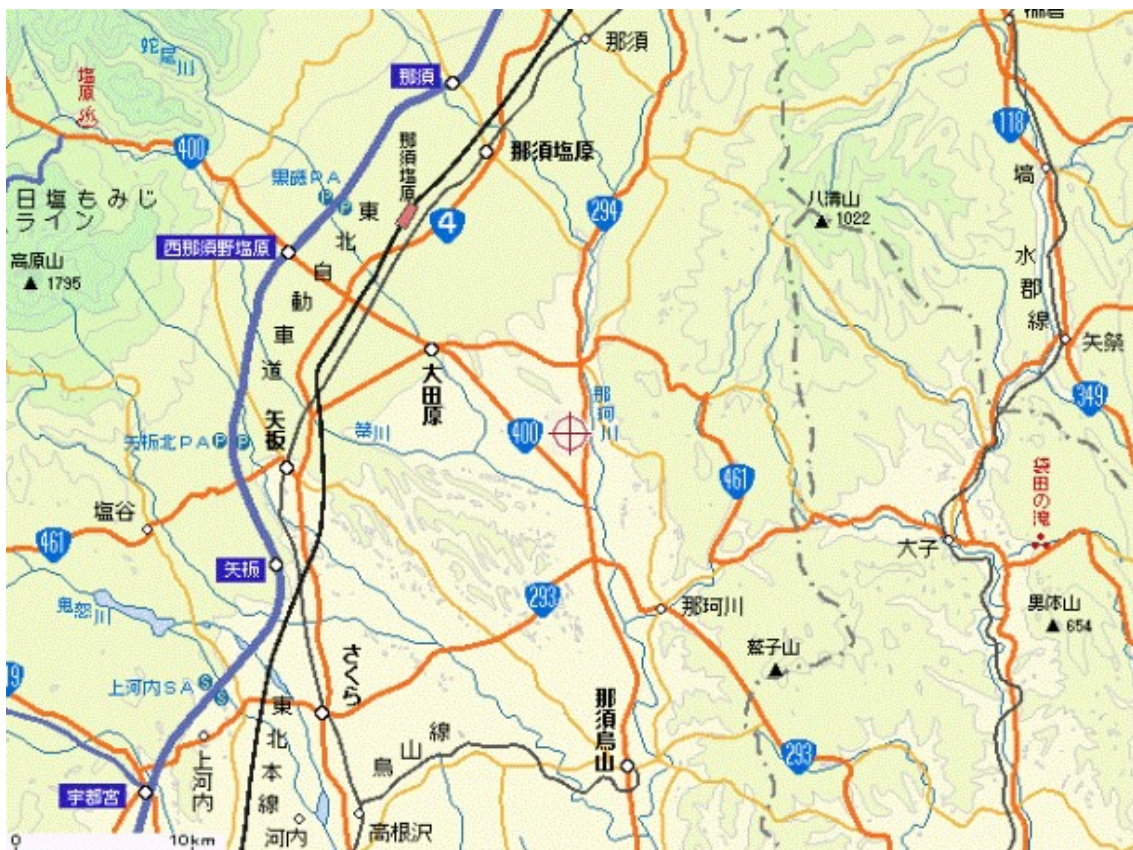 蛇尾川
塩原
400
那須
那須
那須塩原
黒磯PA
那須塩原
118
塙
日塩もみじ
ライン
4
294
八溝山
1022
西那須野塩原
高原山
1795
東北自動車道
水郡線
矢祭
大田原
349
矢板
那珂川
矢板北PA
400
461
袋田の滝
塩谷
461
大子
矢板
293
那珂川
男体山
654
鬼怒川
鷲子山
さくら
上河内SA
那須烏山
東北本線
烏山線
293
上河内
宇都宮
河内
高根沢
0
10km